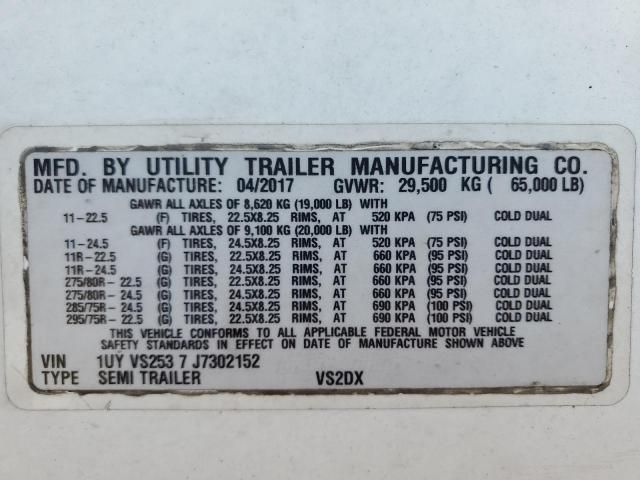 MFD. BY UTILITY TRAILER MANUFACTURING CO.
DATE OF MANUFACTURE: 04/2017 GVWR: 29,500 KG ( 65,000 LB)
GAWR ALL AXLES OF 8,620 KG (19,000 LB) WITH
11-22.5 (F) TIRES, 22.5X8.25 RIMS, AT 520 KPA (75 PSI) COLD DUAL
GAWR ALL AXLES OF 9,100 KG (20,000 LB) WITH
11-24.5 (F) TIRES, 24.5X8.25 RIMS, AT 520 KPA (75 PSI) COLD DUAL
11R-22.5 (G) TIRES, 22.5X8.25 RIMS, AT 660 KPA (95 PSI) COLD DUAL
11R-24.5 (G) TIRES, 24.5X8.25 RIMS, AT 660 KPA (95 PSI) COLD DUAL
275/80R-22.5 (G) TIRES, 22.5X8.25 RIMS, AT 660 KPA (95 PSI) COLD DUAL
275/80R-24.5 (G) TIRES, 24.5X8.25 RIMS, AT 660 KPA (95 PSI) COLD DUAL
285/75R-24.5 (G) TIRES, 24.5X8.25 RIMS, AT 690 KPA (100 PSI) COLD DUAL
295/75R-22.5 (G) TIRES, 22.5X8.25 RIMS, AT 690 KPA (100 PSI) COLD DUAL
THIS VEHICLE CONFORMS TO ALL APPLICABLE FEDERAL MOTOR VEHICLE
SAFETY STANDARDS IN EFFECT ON DATE OF MANUFACTURE SHOWN ABOVE
VIN 1UY VS253 7 J7302152
TYPE SEMI TRAILER VS2DX